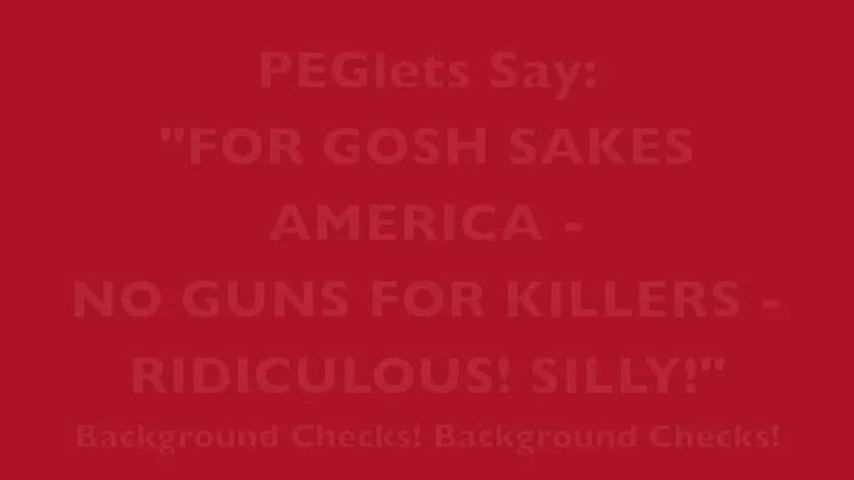 PEGlets Say:
"FOR GOSH SAKES
AMERICA -
NO GUNS FOR KILLERS -
RIDICULOUS! SILLY!"
Background Checks! Background Checks!